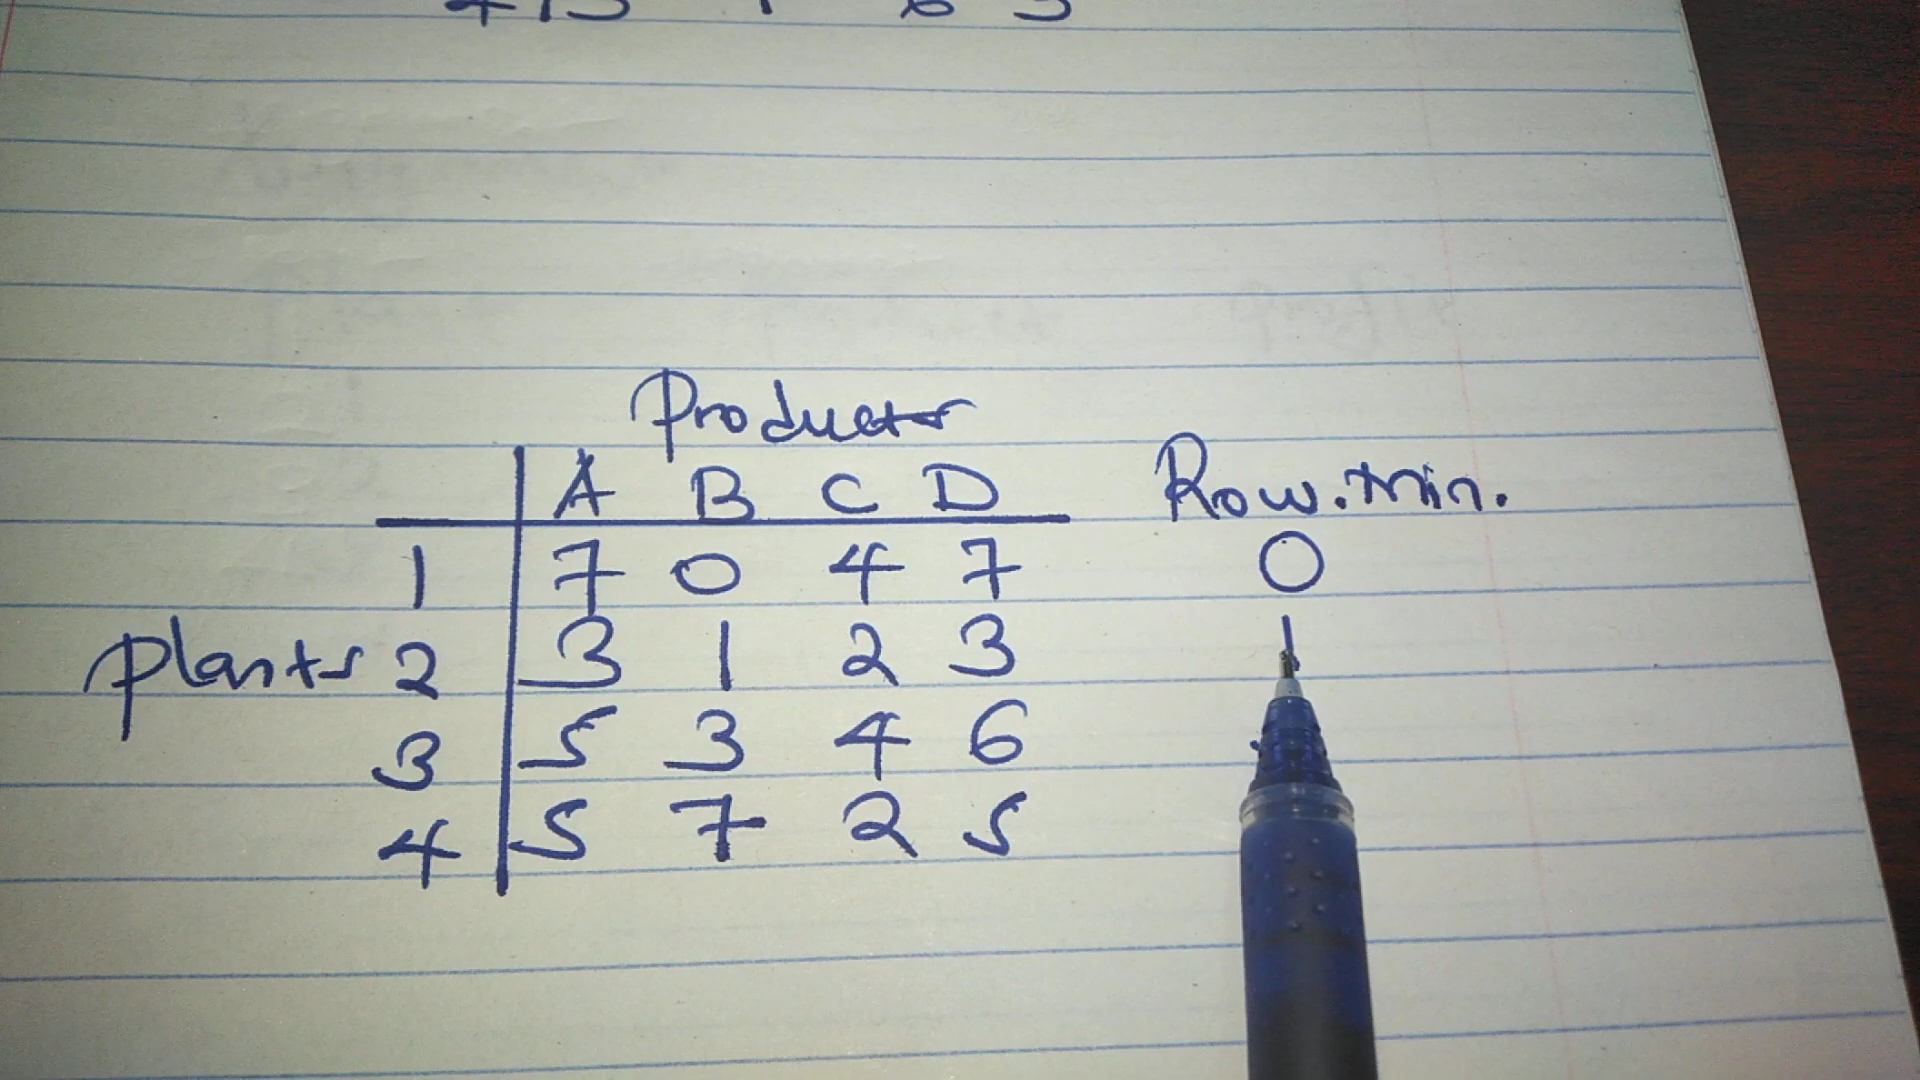 Products
A B C D Row.Min.
1 7 0 4 7 0
Plants 2 3 1 2 3 1
3 5 3 4 6
4 5 7 2 5